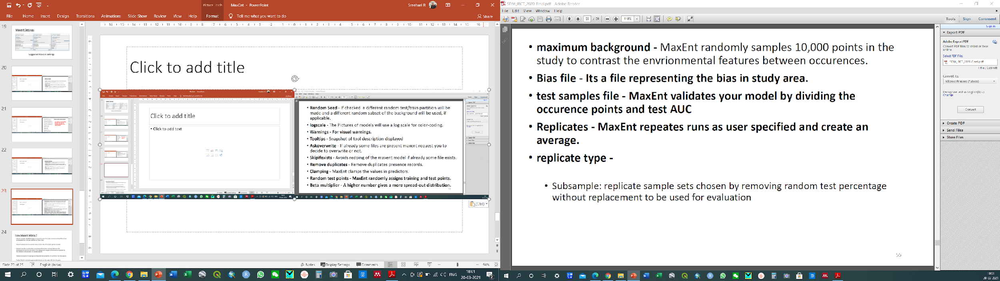 Picture Tools
MaxEnt - PowerPoint
Sreehari R
File Home Insert Design Transitions Animations Slide Show Review View Help Format Tell me what you want to do
Share
19
Maxent Settings
Suggested MaxEnt Settings
20
21
22
23
24
How Maxent Works ?
Click to add title
Click to add title
• Click to add text
• Random Seed - If checked a different random test/train partition will be
made and a different random subset of the background will be used, if
applicable.
• logscale - The Pictures of models will use a log scale for color-coding.
• Warnings - For visual warnings.
• Tooltips - Snapshot of tool description displayed
• Askoverwrite - If already some files are present maxent request you to
decide to overwrite or not.
• Skipifexists - Avoids redoing of the maxent model if already some file exists.
• Remove duplicates - Remove duplicates presence records.
• Clamping - MaxEnt clamps the values in predictors.
• Random test points - MaxEnt randomly assigns training and test points.
• Beta multiplier - A higher number gives a more spread-out distribution.
(Ctrl)
Slide 23 of 25 English (India)
Notes Display Settings Comments 94%
ENG
18:01
20-03-2021
2
SDM_IBCT_2020-Final.pdf - Adobe Reader
File Edit View Window Help
55 / 59 110%
Tools Sign Comment
• maximum background - MaxEnt randomly samples 10,000 points in the
study to contrast the envrionmental features between occurences.
• Bias file - Its a file representing the bias in study area.
• test samples file - MaxEnt validates your model by dividing the
occurence points and test AUC
• Replicates - MaxEnt repeates runs as user specified and create an
average.
• replicate type -
• Subsample: replicate sample sets chosen by removing random test percentage
without replacement to be used for evaluation
55
Sign In
Export PDF
Adobe ExportPDF
Convert PDF files to Word or Excel
online
Select PDF File:
SDM_IBCT_2020-Final.pdf
1 file / 2.69 MB
Convert To:
Microsoft Word (*.docx)
Recognize Text in English(U.S.)
Change
Convert
Create PDF
Send Files
Store Files
18:01
20-03-2021